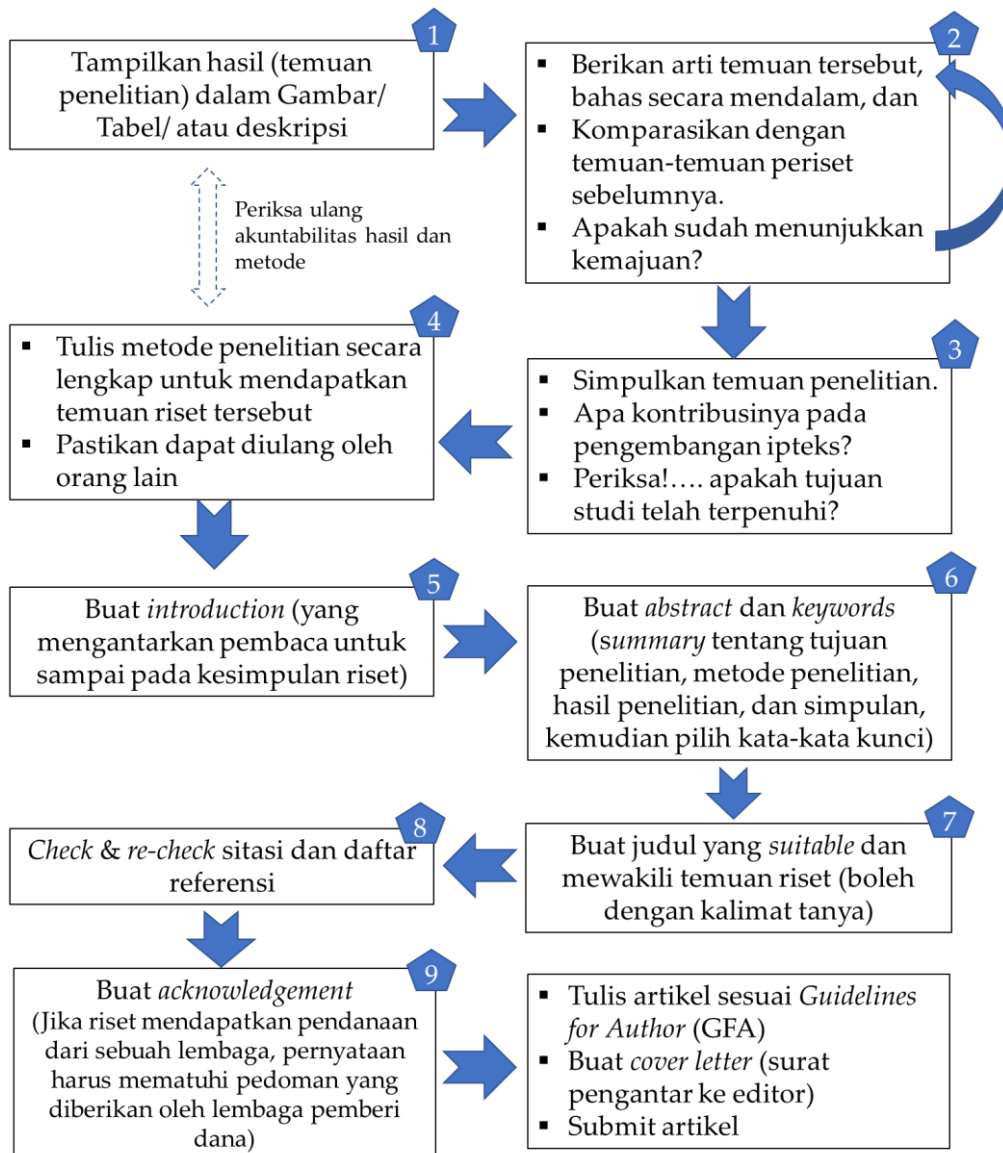 1
Tampilkan hasil (temuan
penelitian) dalam Gambar/
Tabel/ atau deskripsi
2
▪ Berikan arti temuan tersebut,
bahas secara mendalam, dan
▪ Komparasikan dengan
temuan-temuan periset
sebelumnya.
▪ Apakah sudah menunjukkan
kemajuan?
Periksa ulang
akuntabilitas hasil dan
metode
3
▪ Simpulkan temuan penelitian.
▪ Apa kontribusinya pada
pengembangan ipteks?
▪ Periksa!…. apakah tujuan
studi telah terpenuhi?
4
▪ Tulis metode penelitian secara
lengkap untuk mendapatkan
temuan riset tersebut
▪ Pastikan dapat diulang oleh
orang lain
5
Buat introduction (yang
mengantarkan pembaca untuk
sampai pada kesimpulan riset)
6
Buat abstract dan keywords
(summary tentang tujuan
penelitian, metode penelitian,
hasil penelitian, dan simpulan,
kemudian pilih kata-kata kunci)
7
Buat judul yang suitable dan
mewakili temuan riset (boleh
dengan kalimat tanya)
8
Check & re-check sitasi dan daftar
referensi
9
Buat acknowledgement
(Jika riset mendapatkan pendanaan
dari sebuah lembaga, pernyataan
harus mematuhi pedoman yang
diberikan oleh lembaga pemberi
dana)
▪ Tulis artikel sesuai Guidelines
for Author (GFA)
▪ Buat cover letter (surat
pengantar ke editor)
▪ Submit artikel